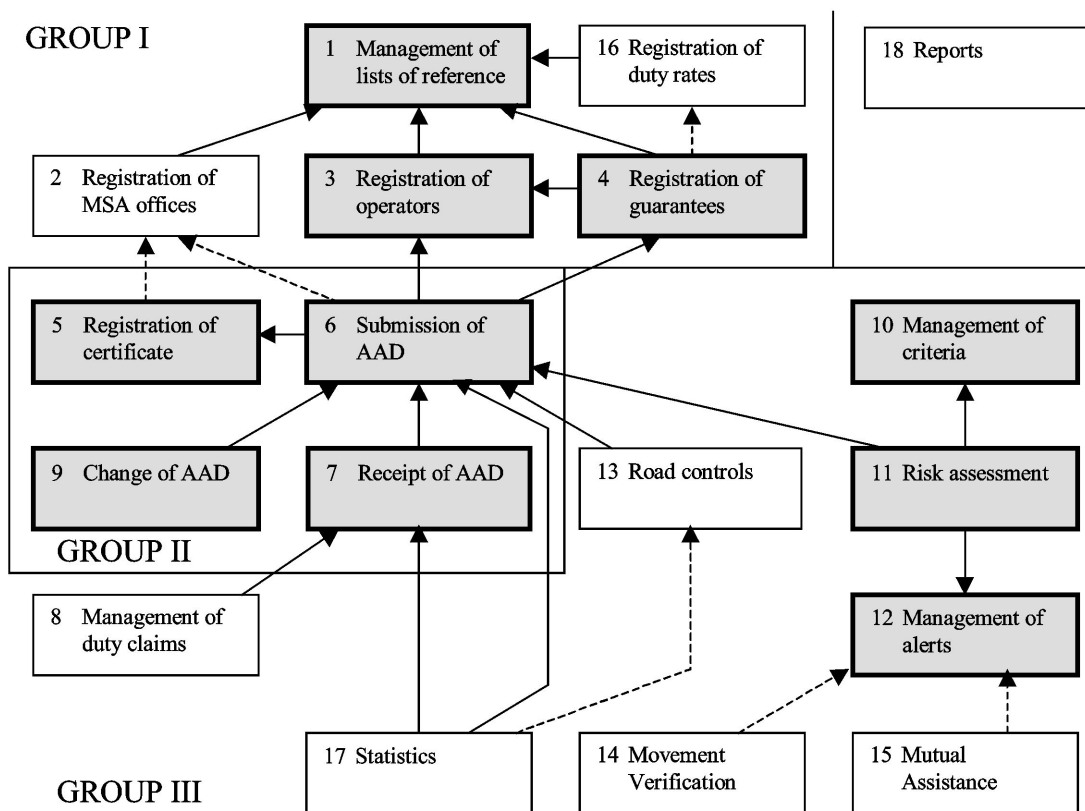 GROUP I
1 Management of
lists of reference
16 Registration of
duty rates
18 Reports
2 Registration of
MSA offices
3 Registration of
operators
4 Registration of
guarantees
5 Registration of
certificate
6 Submission of
AAD
10 Management of
criteria
9 Change of AAD
7 Receipt of AAD
13 Road controls
11 Risk assessment
GROUP II
8 Management of
duty claims
12 Management of
alerts
17 Statistics
14 Movement
Verification
15 Mutual
Assistance
GROUP III